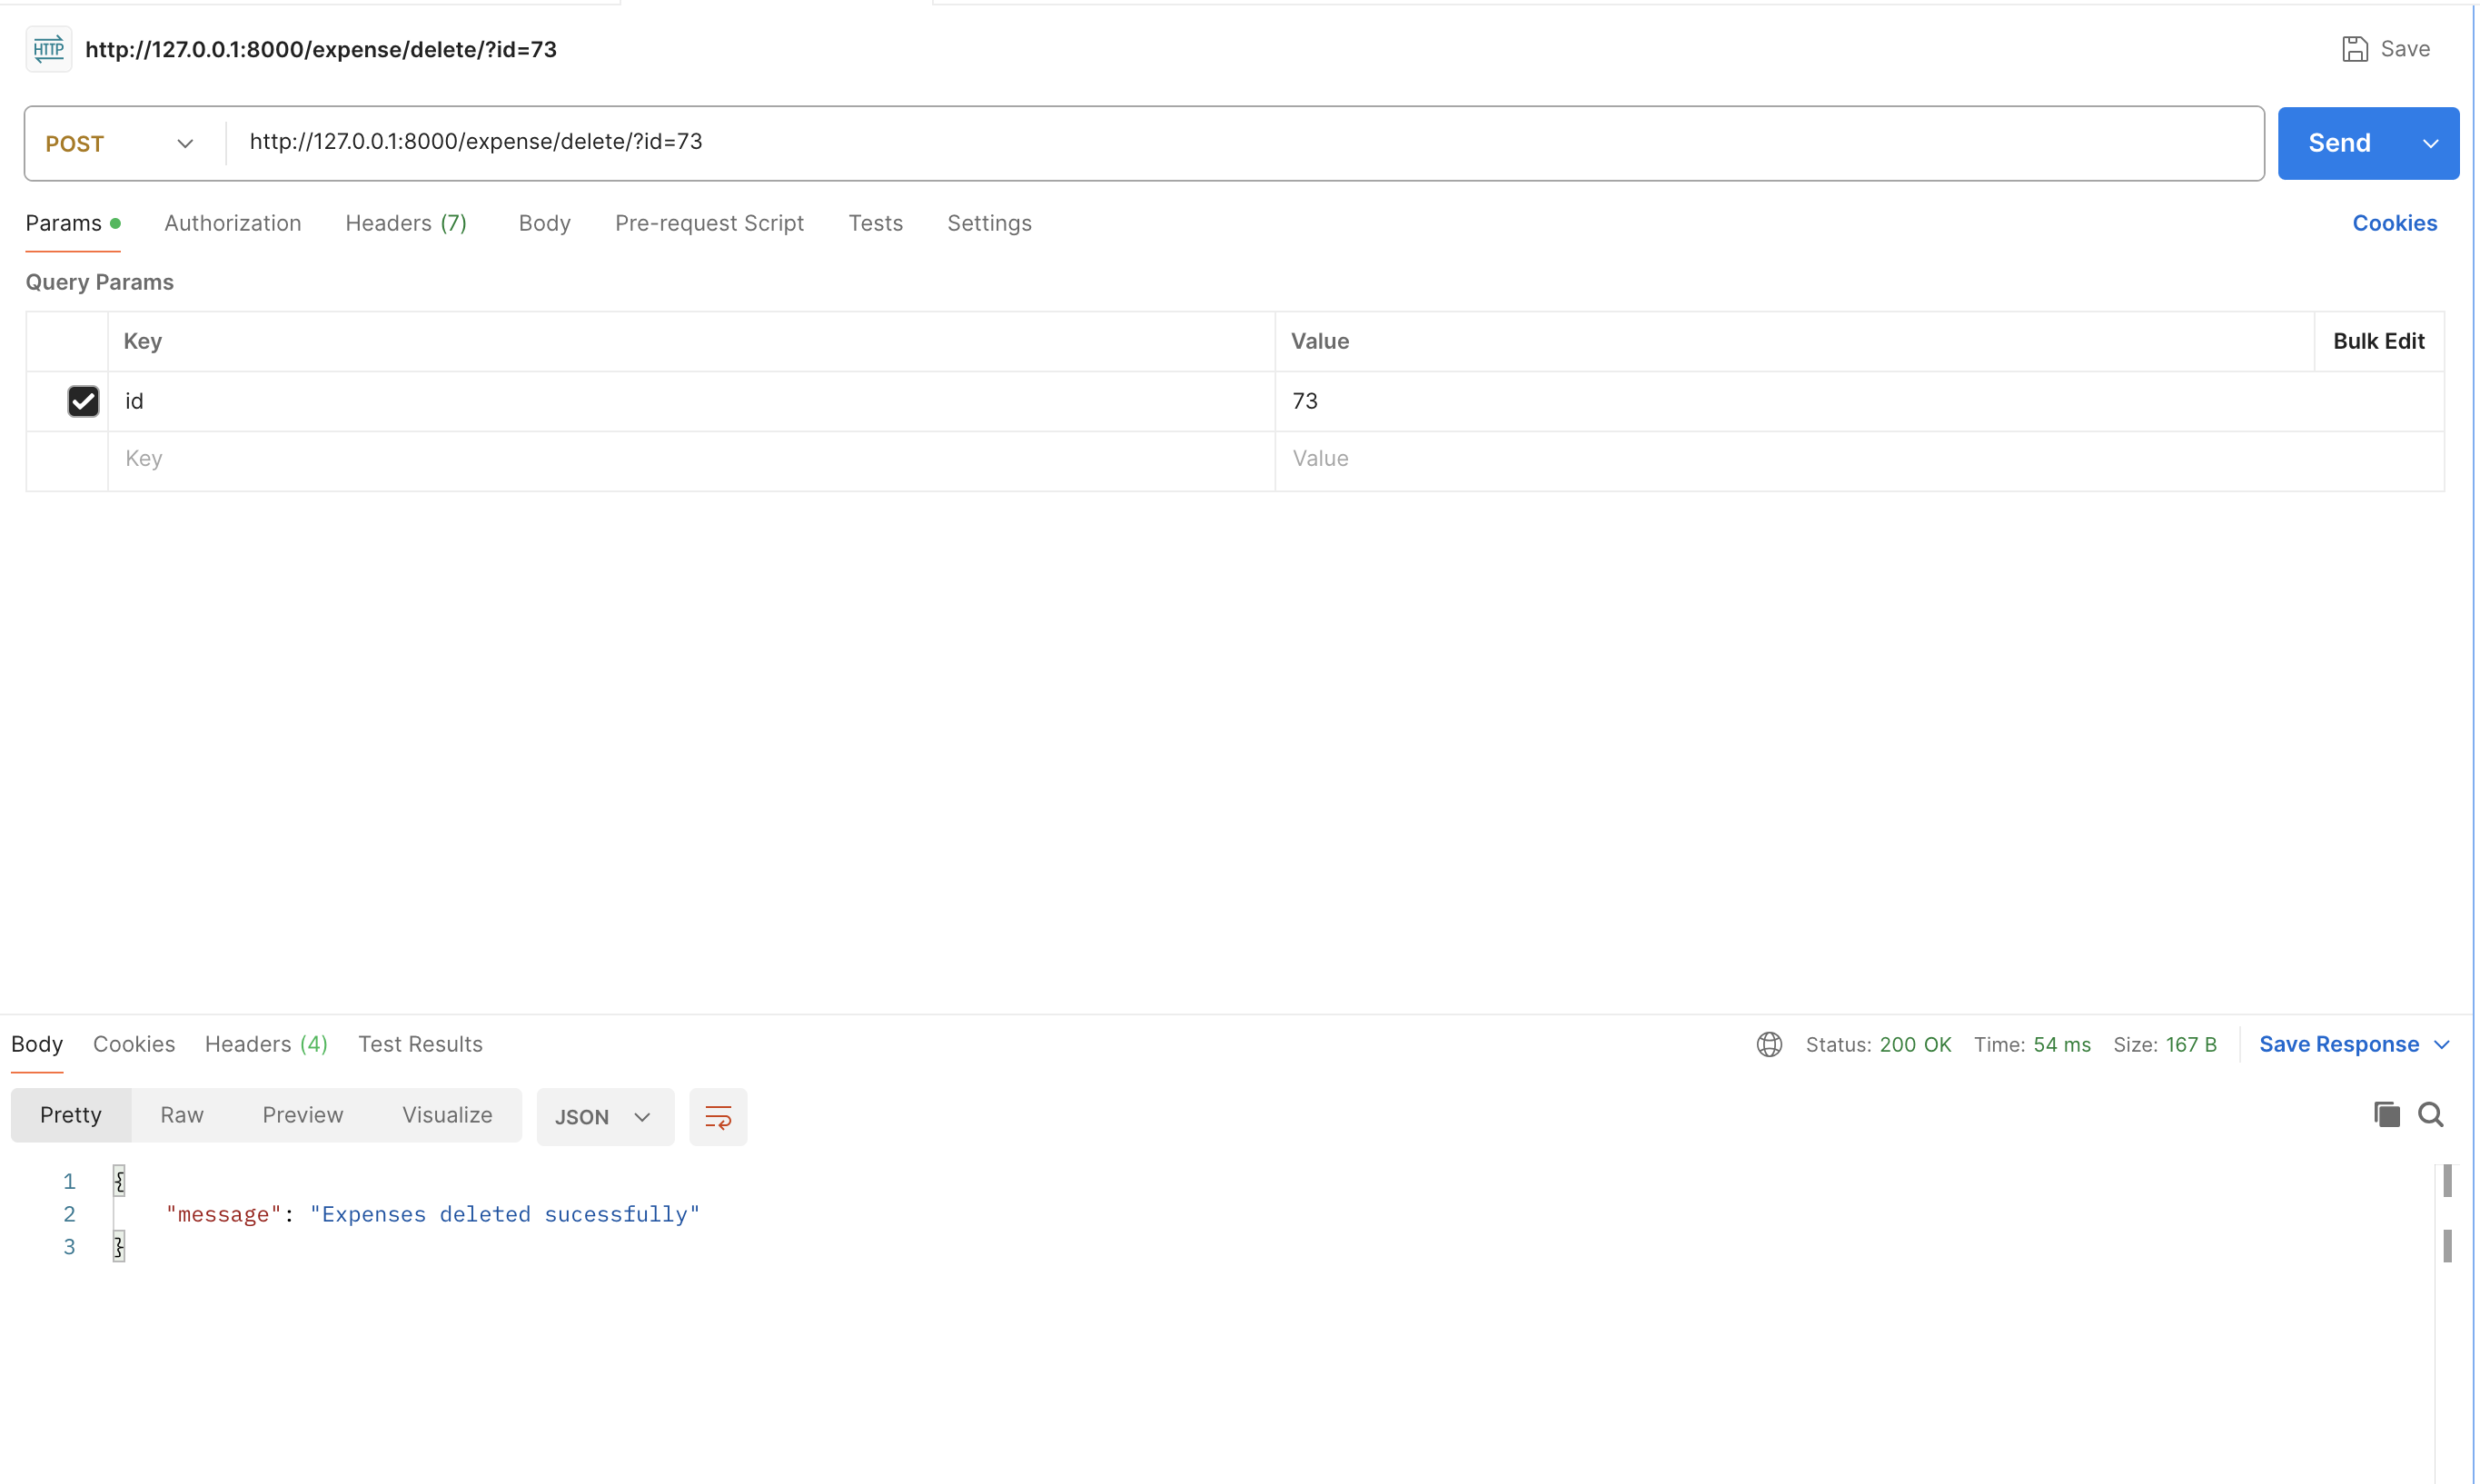 HTTP http://127.0.0.1:8000/expense/delete/?id=73 Save
POST http://127.0.0.1:8000/expense/delete/?id=73 Send
Params Authorization Headers (7) Body Pre-request Script Tests Settings Cookies
Query Params
Key Value Bulk Edit
id 73
Key Value
Body Cookies Headers (4) Test Results Status: 200 OK Time: 54 ms Size: 167 B Save Response
Pretty Raw Preview Visualize JSON
1 {
2 "message": "Expenses deleted sucessfully"
3 }